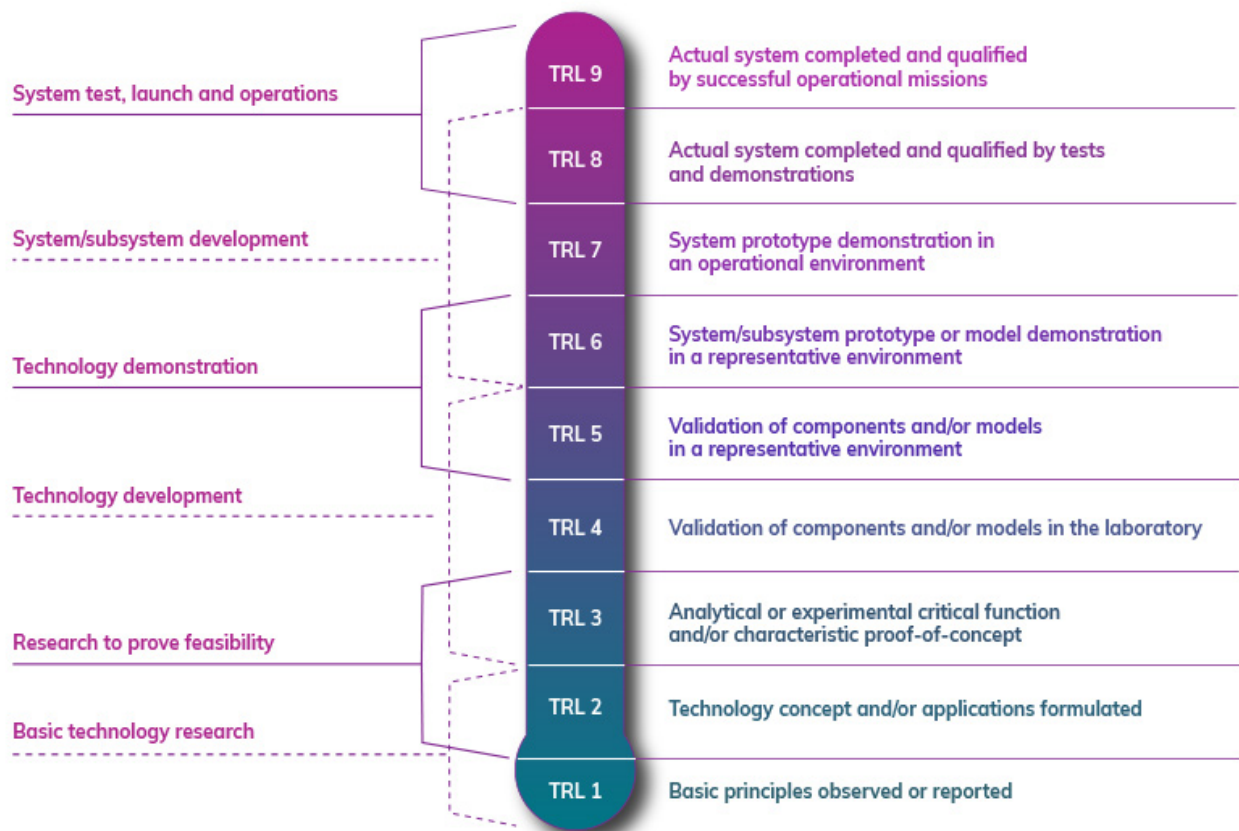 System test, launch and operations
System/subsystem development
Technology demonstration
Technology development
Research to prove feasibility
Basic technology research
TRL 9
Actual system completed and qualified
by successful operational missions
TRL 8
Actual system completed and qualified by tests
and demonstrations
TRL 7
System prototype demonstration in
an operational environment
TRL 6
System/subsystem prototype or model demonstration
in a representative environment
TRL 5
Validation of components and/or models
in a representative environment
TRL 4
Validation of components and/or models in the laboratory
TRL 3
Analytical or experimental critical function
and/or characteristic proof-of-concept
TRL 2
Technology concept and/or applications formulated
TRL 1
Basic principles observed or reported